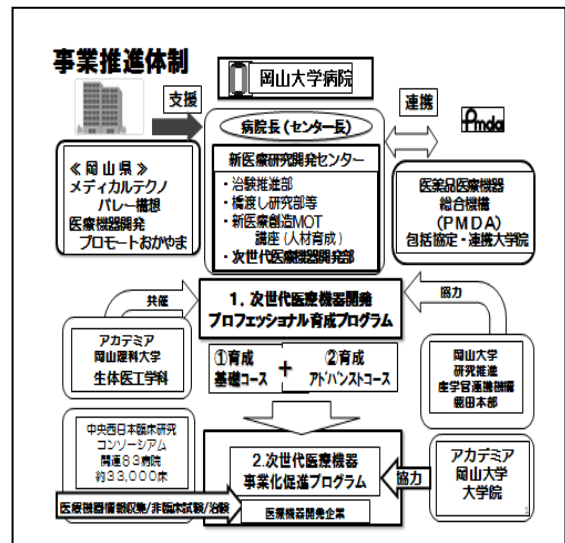 事業推進体制
岡山大学病院
支援
連携
Pmda
病院長(センター長)
新医療研究開発センター
・治験推進部
・橋渡し研究部等
・新医療創造MOT
講座(人材育成)
・次世代医療機器開発部
≪岡山県≫
メディカルテクノ
バレー構想
医療機器開発
プロモートおかやま
医薬品医療機器
総合機構
(PMDA)
包括協定・連携大学院
共催
1. 次世代医療機器開発
プロフェッショナル育成プログラム
協力
アカデミア
岡山理科大学
生体医工学科
①育成
基礎コース
+
②育成
アドバンストコース
岡山大学
研究推進
産学官連携機構
鹿田本部
中央西日本臨床研究
コンソーシアム
関連83病院
約33,000床
2.次世代医療機器
事業化促進プログラム
協力
アカデミア
岡山大学
大学院
医療機器情報収集/非臨床試験/治験
医療機器開発企業